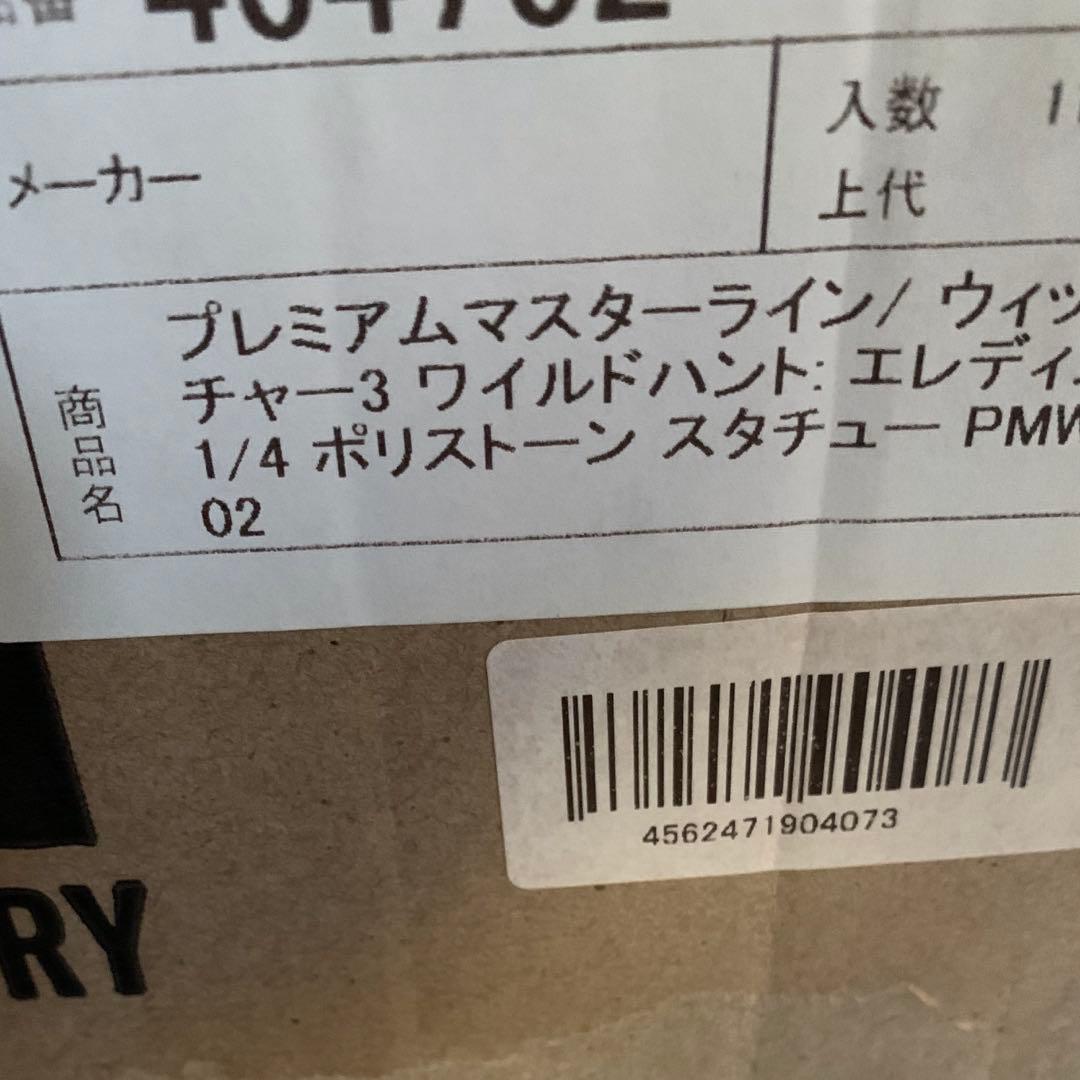 メーカー
入数
上代
プレミアムマスターライン/ ウィッ
チャー3 ワイルドハント: エレディ
商品名
1/4 ポリストーン スタチュー PMW
02
4562471904073
RY